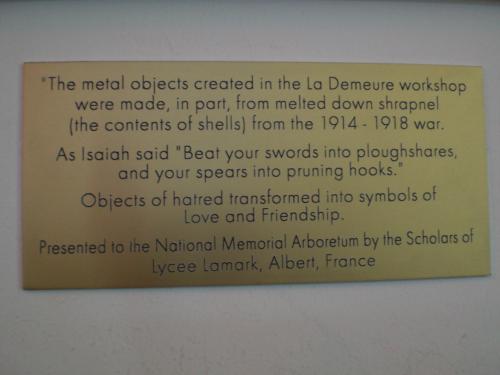 "The metal objects created in the La Demeure workshop
were made, in part, from melted down shrapnel
(the contents of shells) from the 1914 - 1918 war.
As Isaiah said "Beat your swords into ploughshares,
and your spears into pruning hooks."
Objects of hatred transformed into symbols of
Love and Friendship.
Presented to the National Memorial Arboretum by the Scholars of
Lycee Lamark, Albert, France